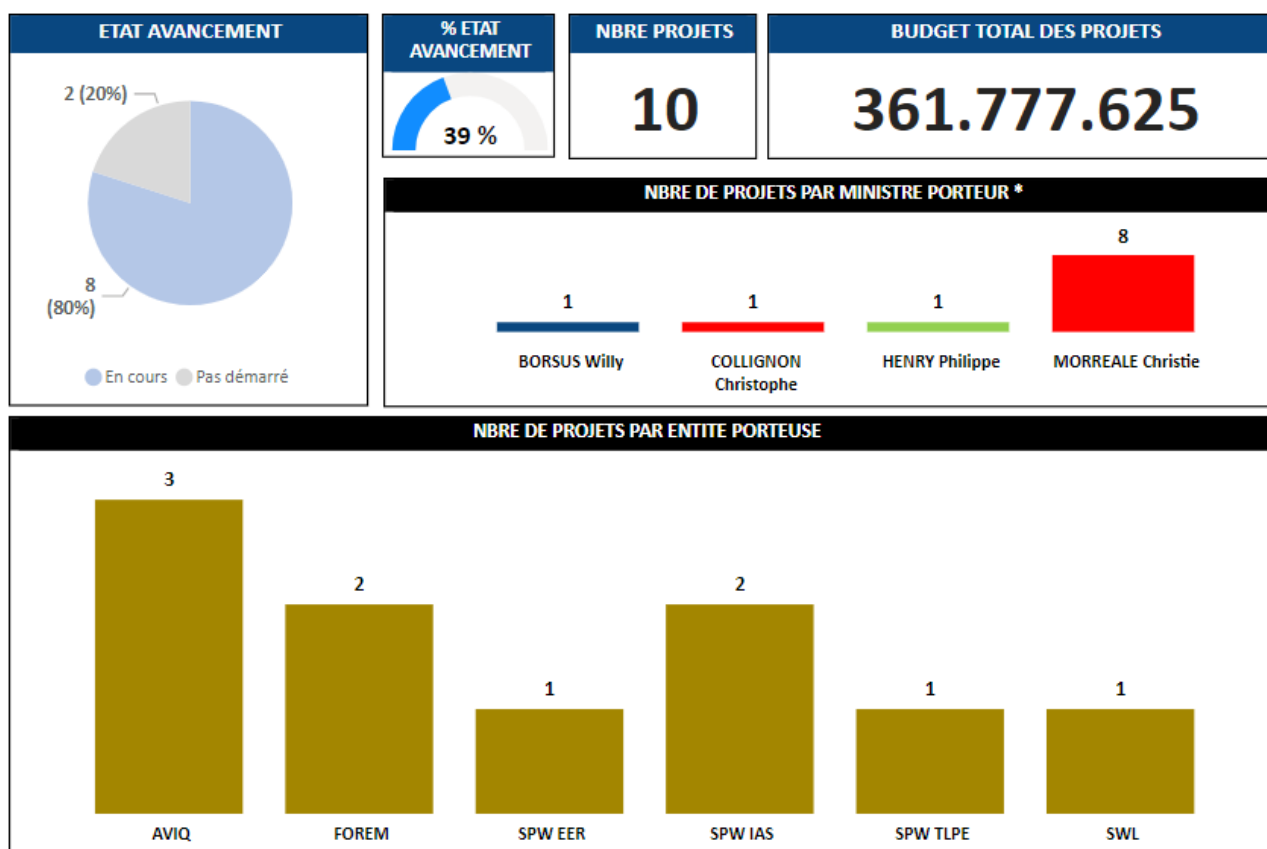 ETAT AVANCEMENT
2 (20%)
8
(80%)
En cours Pas démarré
% ETAT
AVANCEMENT
39 %
NBRE PROJETS
10
BUDGET TOTAL DES PROJETS
361.777.625
NBRE DE PROJETS PAR MINISTRE PORTEUR *
1 1 1 8
BORSUS Willy COLLIGNON HENRY Philippe MORREALE Christie
Christophe
NBRE DE PROJETS PAR ENTITE PORTEUSE
3 2 1 2 1 1
AVIQ FOREM SPW EER SPW IAS SPW TLPE SWL